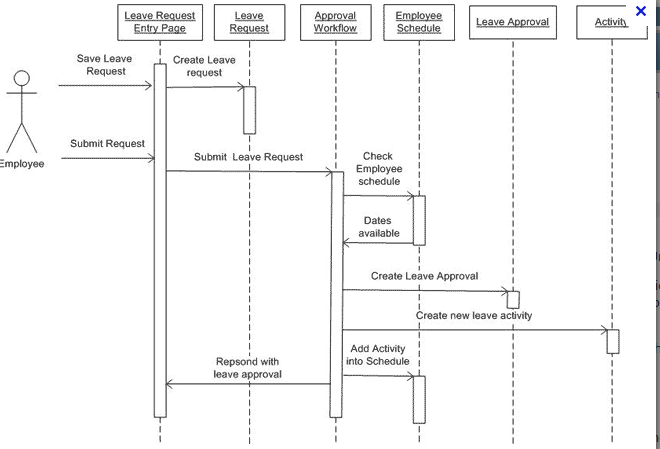 Leave Request
Entry Page
Leave
Request
Approval
Workflow
Employee
Schedule
Leave Approval
Activity
Save Leave
Request
Create Leave
request
Submit Request
Employee
Submit Leave Request
Check
Employee
schedule
Dates
available
Create Leave Approval
Create new leave activity
Add Activity
into Schedule
Repsond with
leave approval